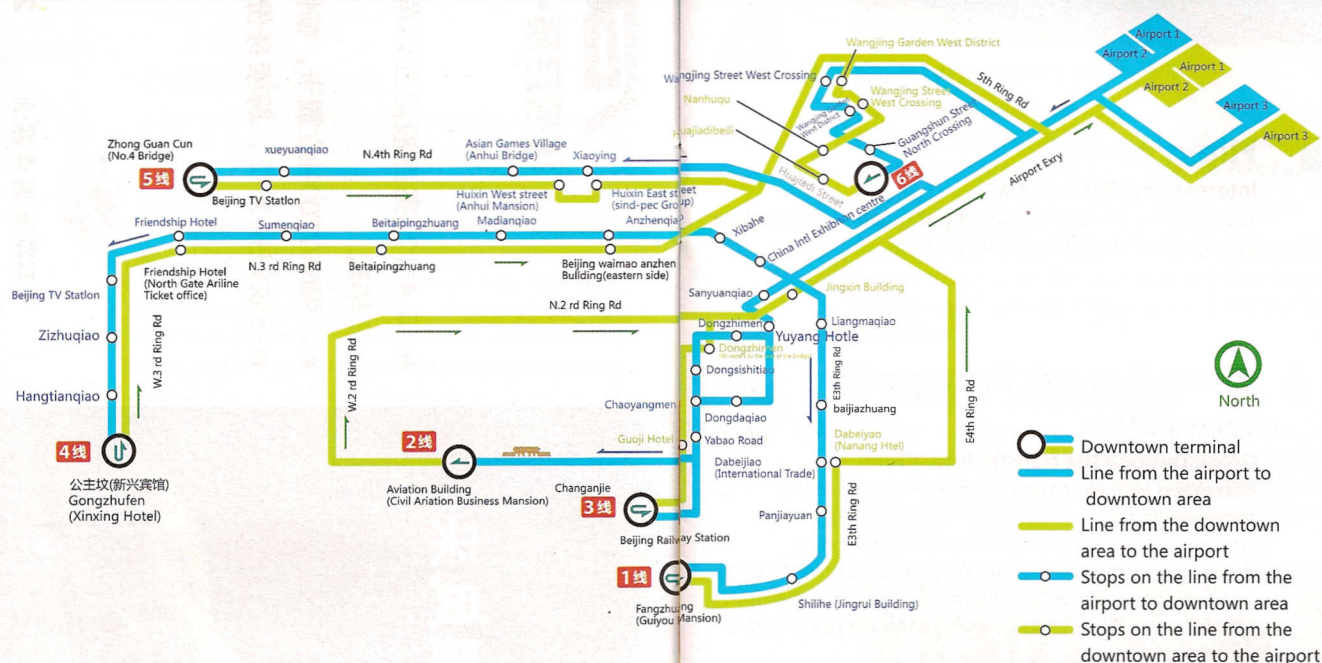 Zhong Guan Cun
(No.4 Bridge)
5线
xueyuanqiao
N.4th Ring Rd
Asian Games Village
(Anhui Bridge)
Xiaoying
Beijing TV Statlon
Huixin West street
(Anhui Mansion)
Huixin East street
(sind-pec Group)
Friendship Hotel
Sumenqiao
Beitaipingzhuang
Madianqiao
Anzhenqiao
Friendship Hotel
(North Gate Ariline
Ticket office)
N.3 rd Ring Rd
Beitaipingzhuang
Beijing waimao anzhen
Building(eastern side)
Beijing TV Statlon
Zizhuqiao
Hangtianqiao
W.3 rd Ring Rd
4线
公主坟(新兴宾馆)
Gongzhufen
(Xinxing Hotel)
N.2 rd Ring Rd
W.2 rd Ring Rd
2线
Aviation Building
(Civil Ariation Business Mansion)
Changanjie
3线
Beijing Railway Station
1线
Fangzhuang
(Guiyou Mansion)
Wangjing Garden West District
Wangjing Street West Crossing
Nanhuqu
Huajiadibeili
Wangjing Street
West Crossing
Wangjing Garden
West District
Guangshun Street
North Crossing
Huajiadi Street
6线
5th Ring Rd
Airport 1
Airport 2
Airport 1
Airport 2
Airport 3
Airport 3
Airport Exry
Xibahe
China Intl Exhibition centre
Sanyuanqiao
Jingxin Building
Dongzhimen
Yuyang Hotle
Dongzhimen
Liangmaqiao
Dongsishitiao
E3th Ring Rd
Chaoyangmen
Dongdaqiao
baijiazhuang
Guoji Hotel
Yabao Road
Dabeiyao
(Nanang Htel)
Dabeijiao
(International Trade)
E4th Ring Rd
Panjiayuan
E3th Ring Rd
Shilihe (Jingrui Building)
North
Downtown terminal
Line from the airport to
downtown area
Line from the downtown
area to the airport
Stops on the line from the
airport to downtown area
Stops on the line from the
downtown area to the airport